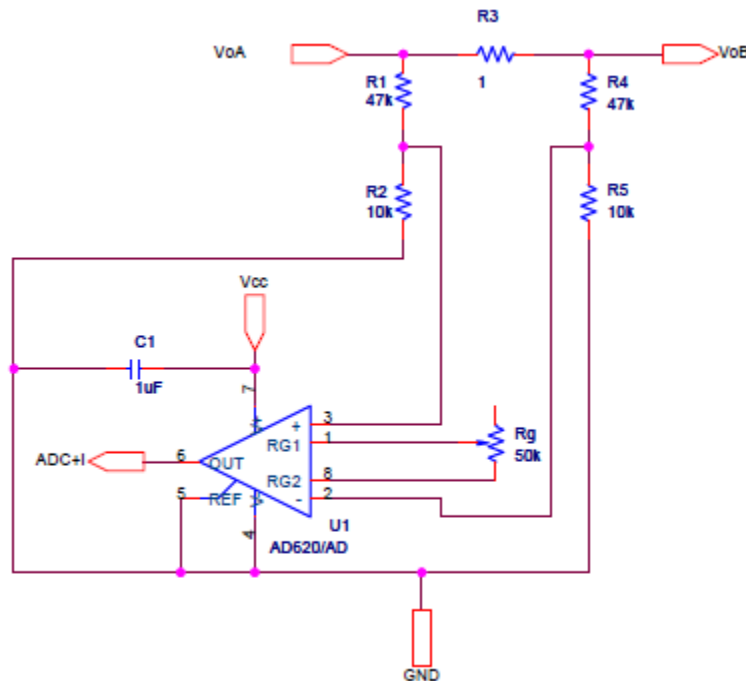 R3
VoA
VoB
1
R1
47k
R4
47k
R2
10k
R5
10k
Vcc
C1
1uF
7
+
3
RG1
1
Rg
50k
ADC+I
6
OUT
RG2
8
5
REF
-
2
4
U1
AD620/AD
GND